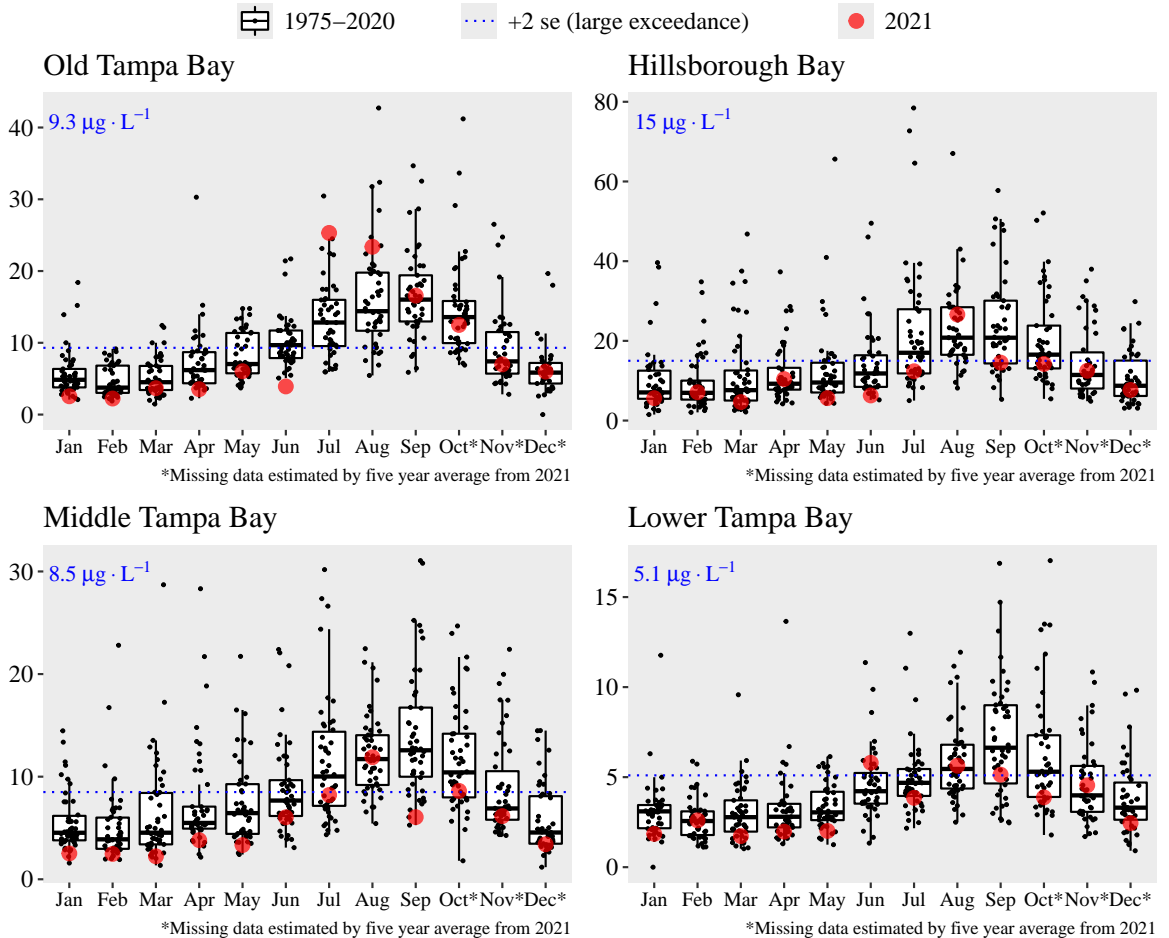 1975−2020 +2 se (large exceedance) 2021
Old Tampa Bay
9.3 μg · L−1
40
30
20
10
0
Jan Feb Mar Apr May Jun Jul Aug Sep Oct* Nov* Dec*
*Missing data estimated by five year average from 2021
Hillsborough Bay
15 μg · L−1
80
60
40
20
0
Jan Feb Mar Apr May Jun Jul Aug Sep Oct* Nov* Dec*
*Missing data estimated by five year average from 2021
Middle Tampa Bay
8.5 μg · L−1
30
20
10
0
Jan Feb Mar Apr May Jun Jul Aug Sep Oct* Nov* Dec*
*Missing data estimated by five year average from 2021
Lower Tampa Bay
5.1 μg · L−1
15
10
5
0
Jan Feb Mar Apr May Jun Jul Aug Sep Oct* Nov* Dec*
*Missing data estimated by five year average from 2021